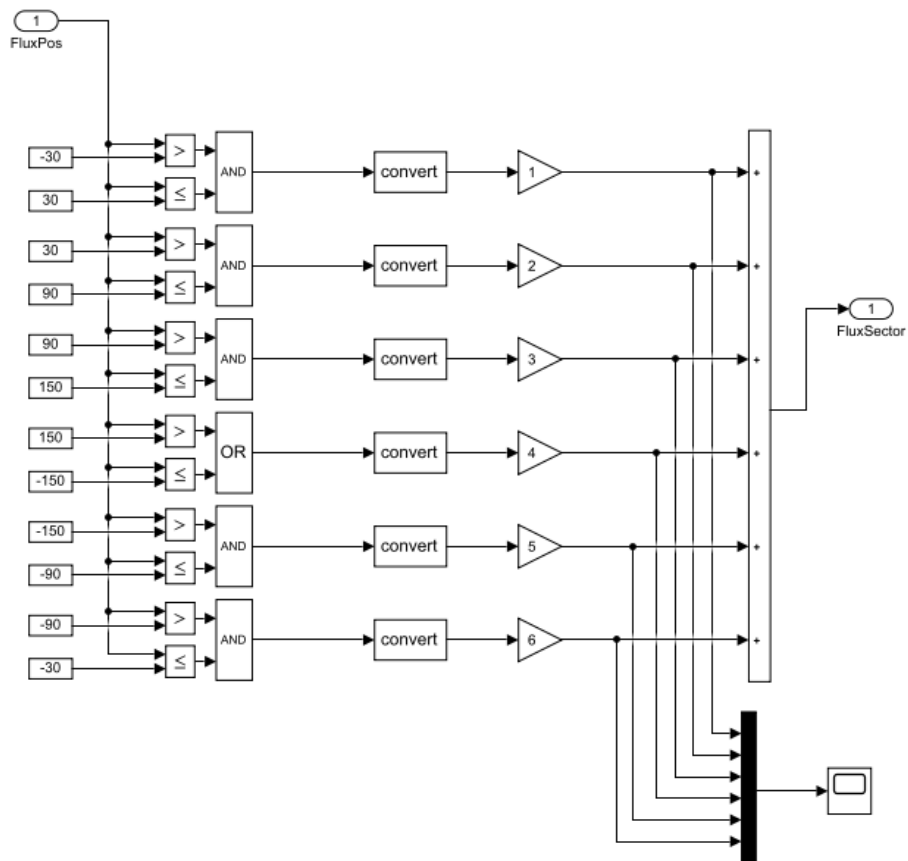 1
FluxPos
-30
>
30
≤
AND
convert
1
+
30
>
90
≤
AND
convert
2
+
90
>
150
≤
AND
convert
3
+
1
FluxSector
150
>
-150
≤
OR
convert
4
+
-150
>
-90
≤
AND
convert
5
+
-90
>
-30
≤
AND
convert
6
+